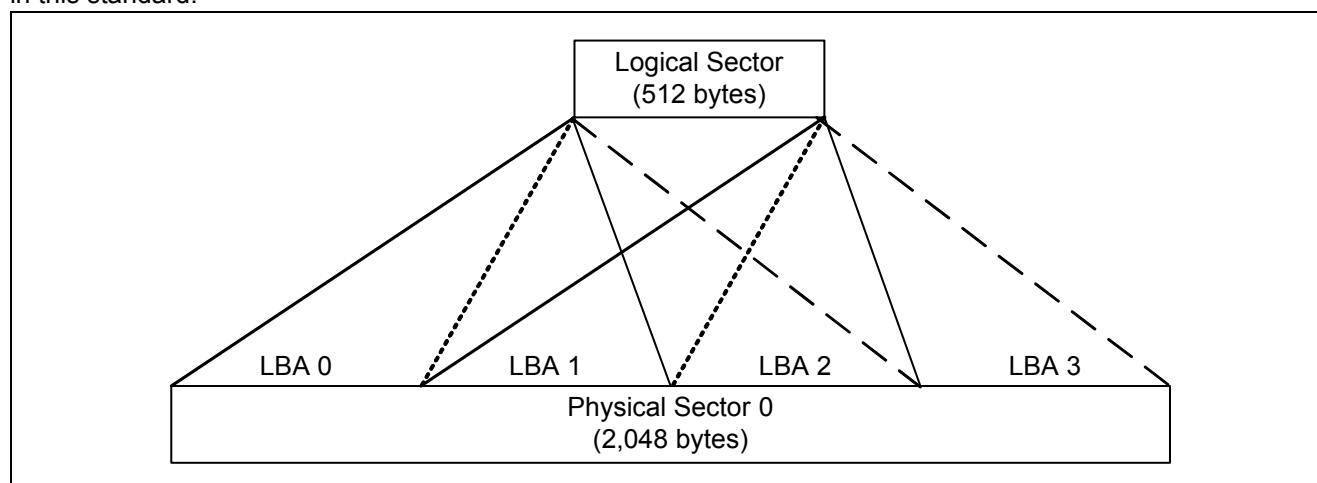 in this standard.
Logical Sector
(512 bytes)
LBA 0 LBA 1 LBA 2 LBA 3
Physical Sector 0
(2,048 bytes)